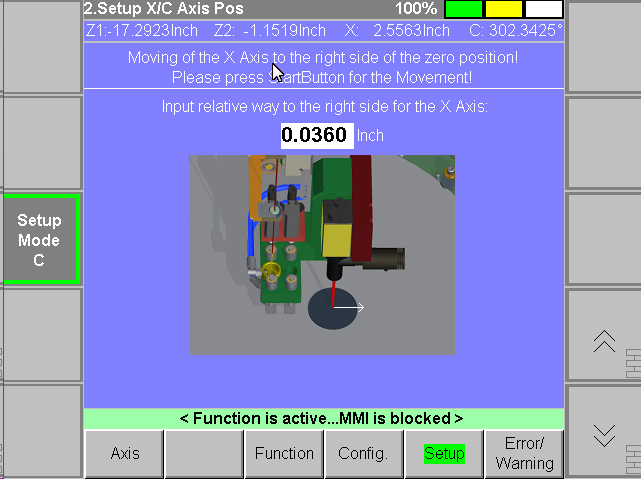 2.Setup X/C Axis Pos 100%
Z1:-17.2923Inch Z2: -1.1519Inch X: 2.5563Inch C: 302.3425°
Moving of the X Axis to the right side of the zero position!
Please press StartButton for the Movement!
Input relative way to the right side for the X Axis:
0.0360 Inch
Setup
Mode
C
< Function is active...MMI is blocked >
Axis Function Config. Setup Error/
Warning